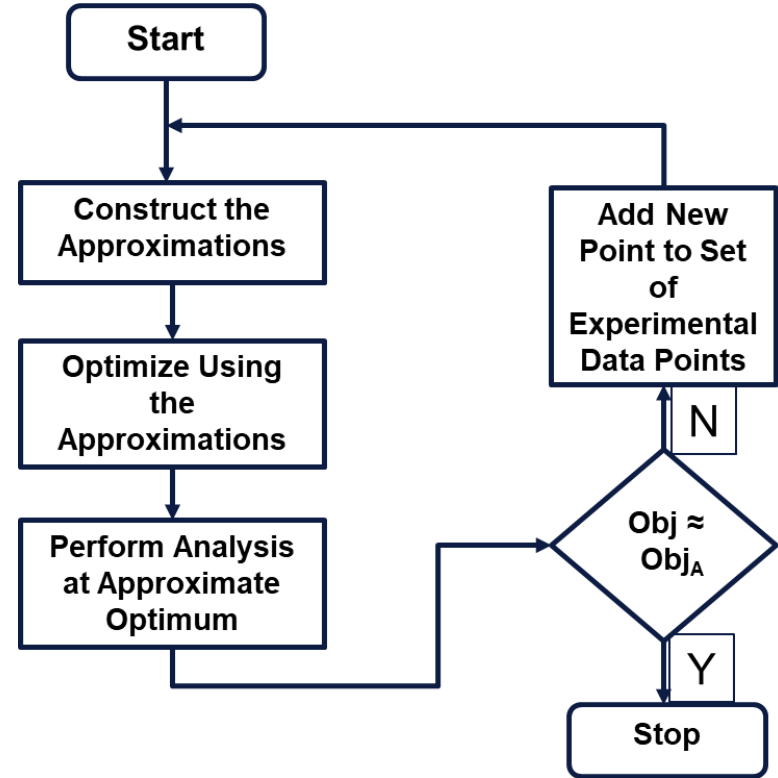 Start
Construct the
Approximations
Optimize Using
the
Approximations
Perform Analysis
at Approximate
Optimum
Add New
Point to Set
of
Experimental
Data Points
N
Obj ≈
Obj_A
Y
Stop